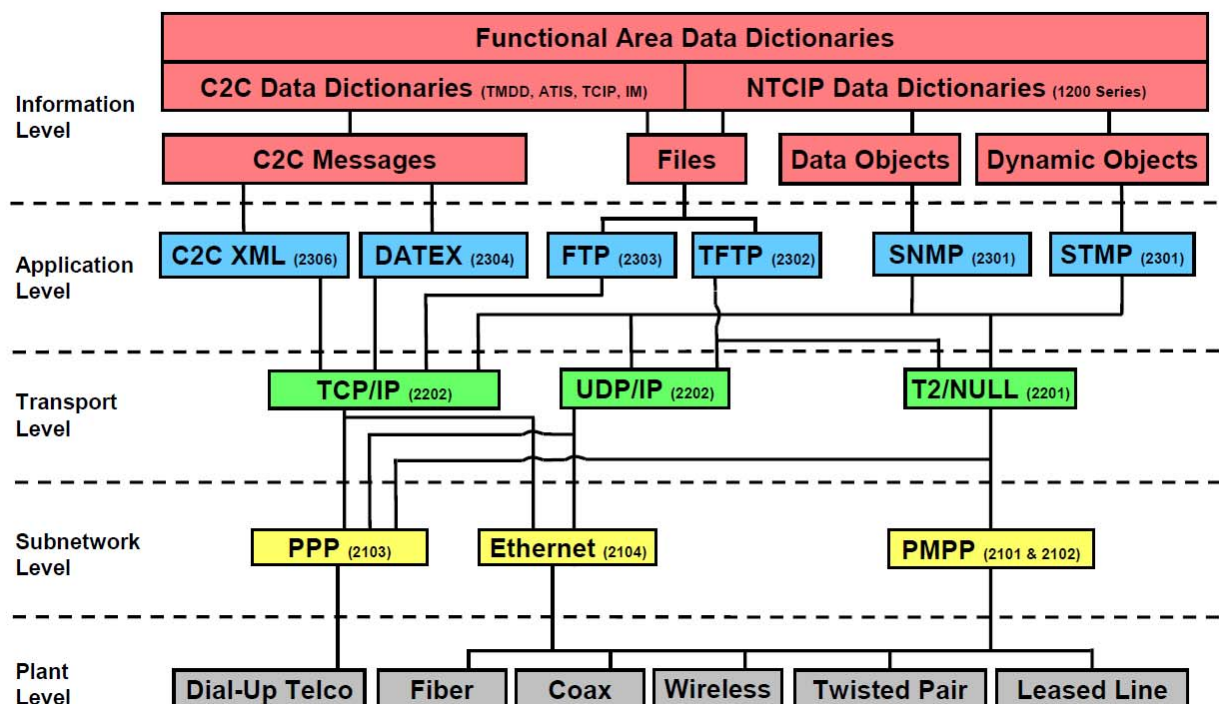 Functional Area Data Dictionaries
C2C Data Dictionaries (TMDD, ATIS, TCIP, IM)
NTCIP Data Dictionaries (1200 Series)
Information
Level
C2C Messages
Files
Data Objects
Dynamic Objects
Application
Level
C2C XML (2306)
DATEX (2304)
FTP (2303)
TFTP (2302)
SNMP (2301)
STMP (2301)
Transport
Level
TCP/IP (2202)
UDP/IP (2202)
T2/NULL (2201)
Subnetwork
Level
PPP (2103)
Ethernet (2104)
PMPP (2101 & 2102)
Plant
Level
Dial-Up Telco
Fiber
Coax
Wireless
Twisted Pair
Leased Line